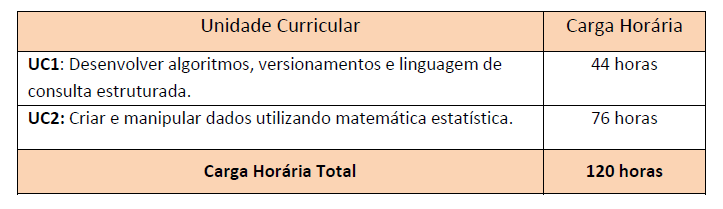 Unidade Curricular Carga Horária
UC1: Desenvolver algoritmos, versionamentos e linguagem de 44 horas
consulta estruturada.
UC2: Criar e manipular dados utilizando matemática estatística. 76 horas
Carga Horária Total 120 horas